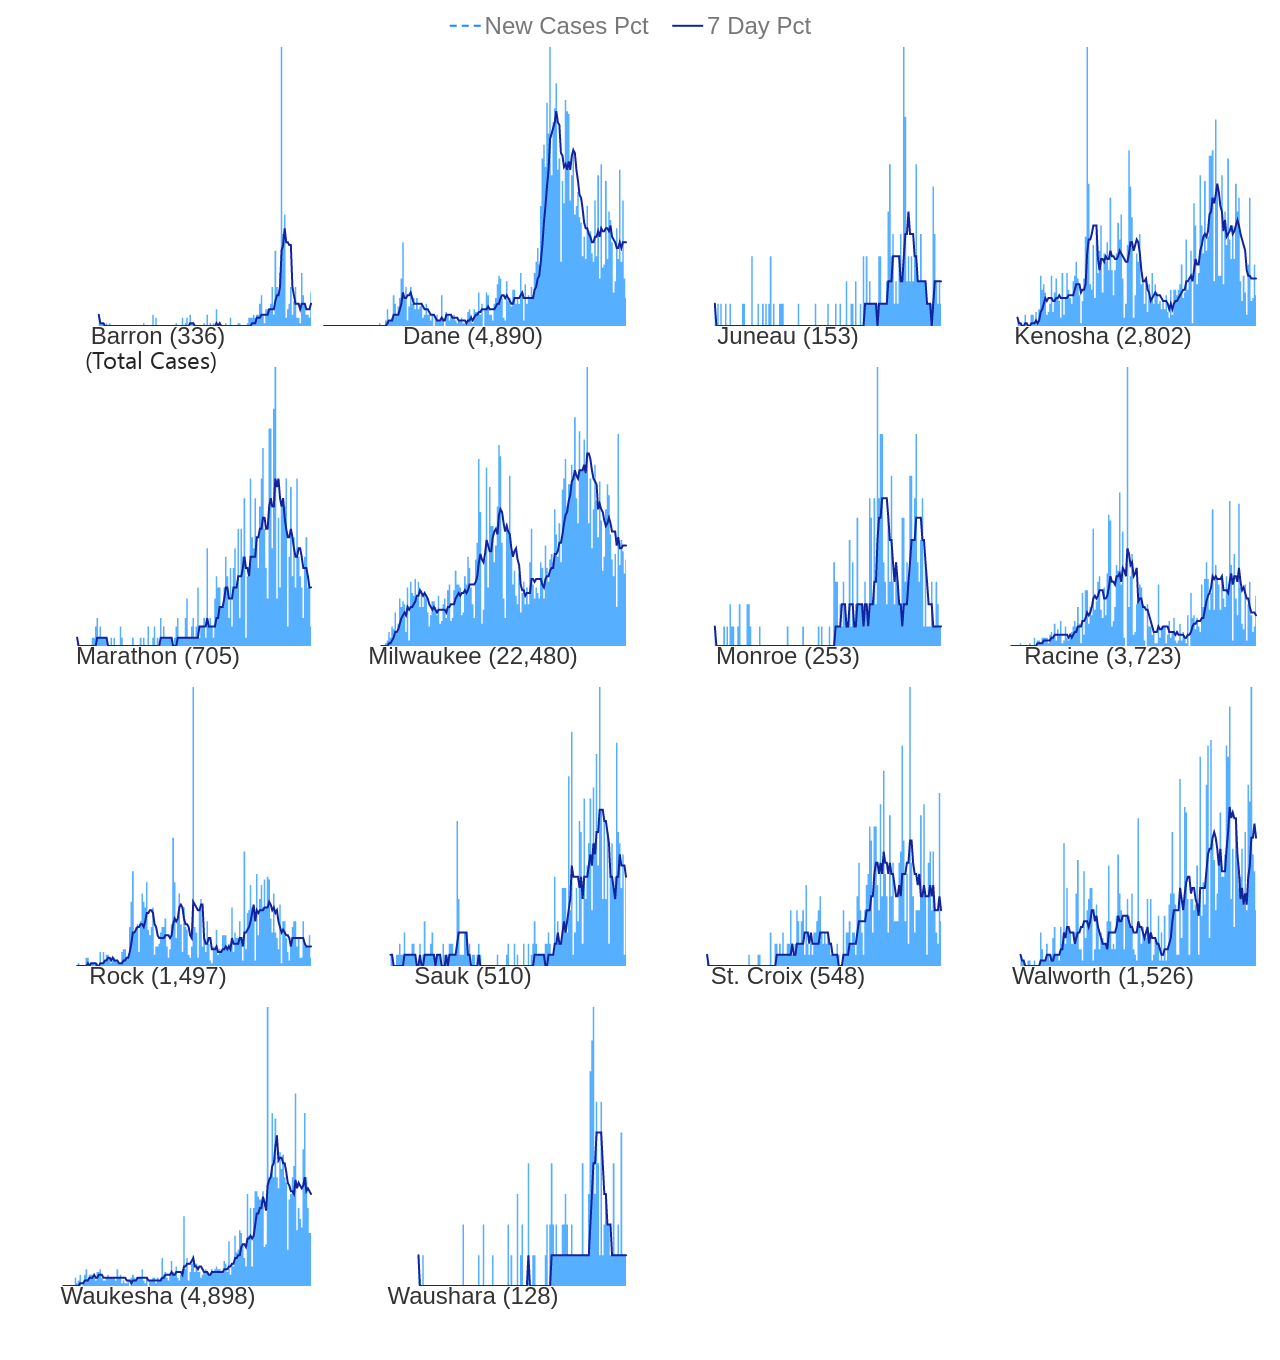 New Cases Pct 7 Day Pct
Barron (336) Dane (4,890) Juneau (153) Kenosha (2,802)
(Total Cases)
Marathon (705) Milwaukee (22,480) Monroe (253) Racine (3,723)
Rock (1,497) Sauk (510) St. Croix (548) Walworth (1,526)
Waukesha (4,898) Waushara (128)